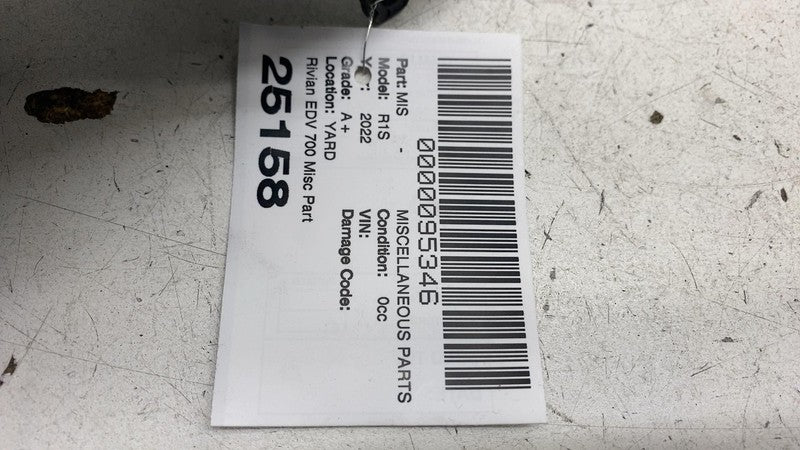 0000095346
Part: MIS - MISCELLANEOUS PARTS
Model: R1S Condition: 0cc
2022 VIN:
Grade: A+ Damage Code:
Location: YARD
Rivian EDV 700 Misc Part
25158